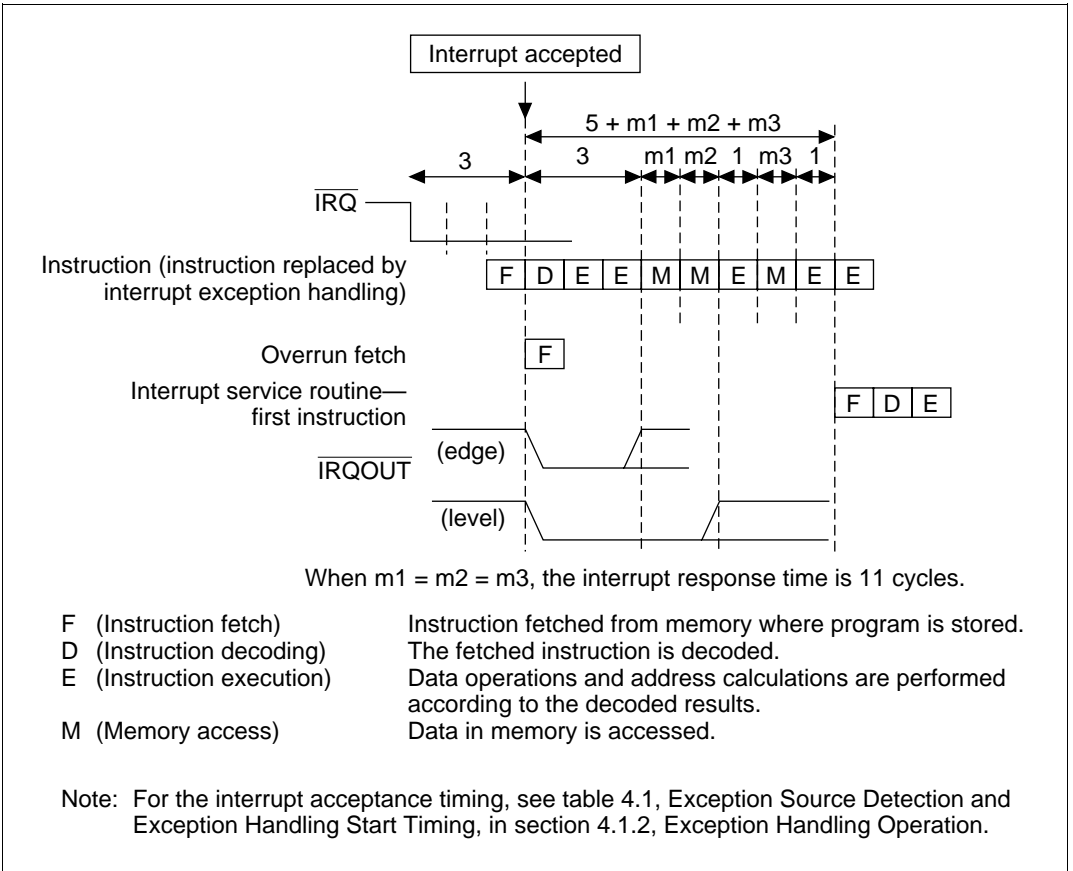 Interrupt accepted
5 + m1 + m2 + m3
3 3 m1 m2 1 m3 1
IRQ
Instruction (instruction replaced by
interrupt exception handling)
F D E E M M E M E E
Overrun fetch
F
Interrupt service routine—
first instruction
F D E
(edge)
IRQOUT
(level)
When m1 = m2 = m3, the interrupt response time is 11 cycles.
F (Instruction fetch) Instruction fetched from memory where program is stored.
D (Instruction decoding) The fetched instruction is decoded.
E (Instruction execution) Data operations and address calculations are performed
according to the decoded results.
M (Memory access) Data in memory is accessed.
Note: For the interrupt acceptance timing, see table 4.1, Exception Source Detection and
Exception Handling Start Timing, in section 4.1.2, Exception Handling Operation.